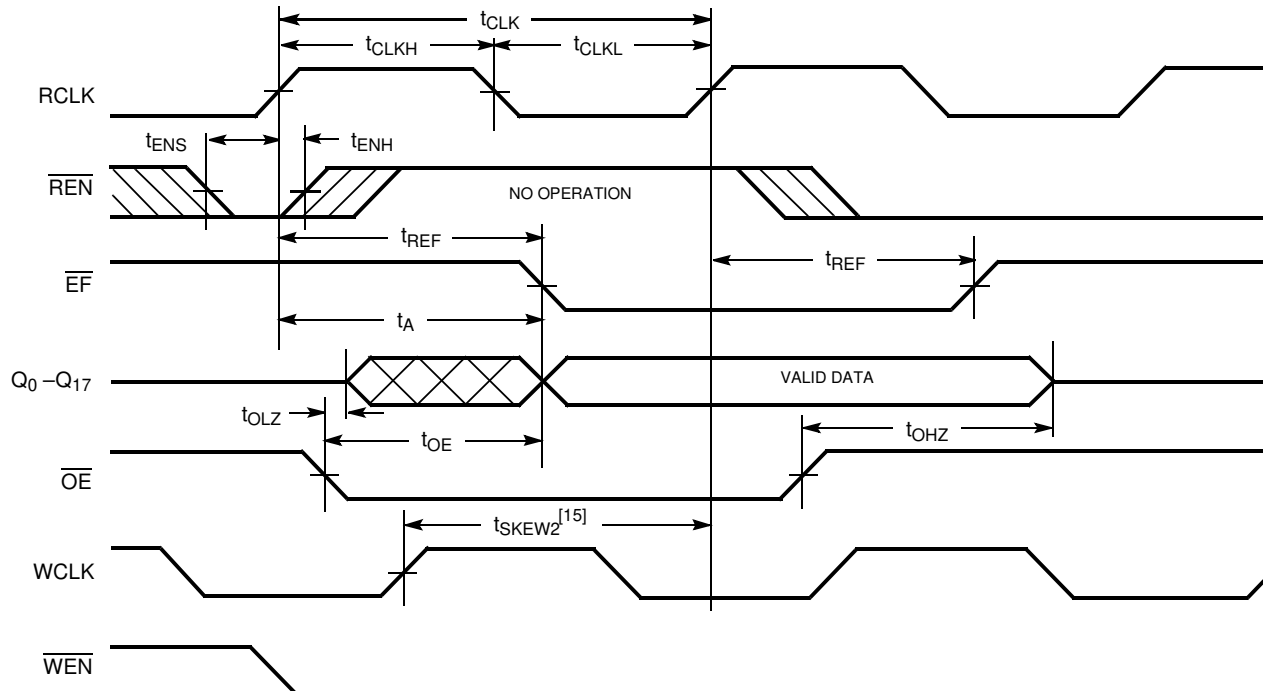 tCLK
tCLKH
tCLKL
RCLK
tENS
tENH
REN
NO OPERATION
tREF
tREF
EF
tA
Q0 –Q17
VALID DATA
tOLZ
tOE
tOHZ
OE
tSKEW2[15]
WCLK
WEN